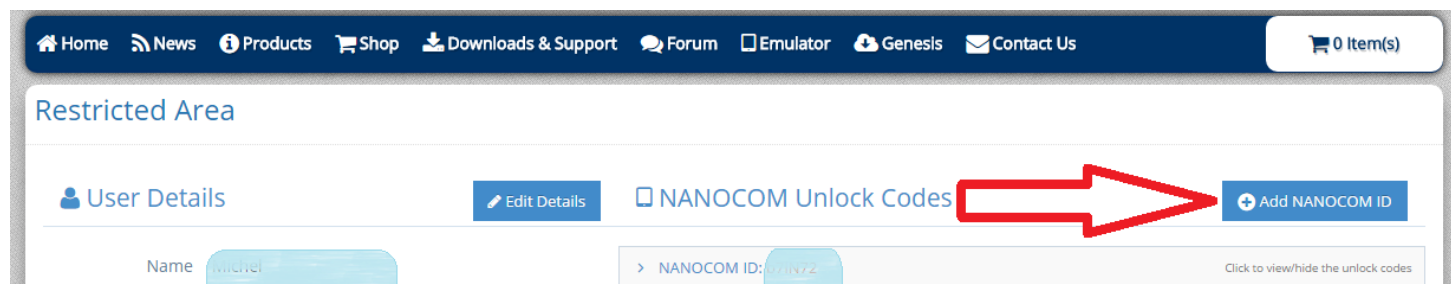 Home News Products Shop Downloads & Support Forum Emulator Genesis Contact Us 0 Item(s)
Restricted Area
User Details Edit Details NANOCOM Unlock Codes Add NANOCOM ID
Name Michel NANOCOM ID: Click to view/hide the unlock codes